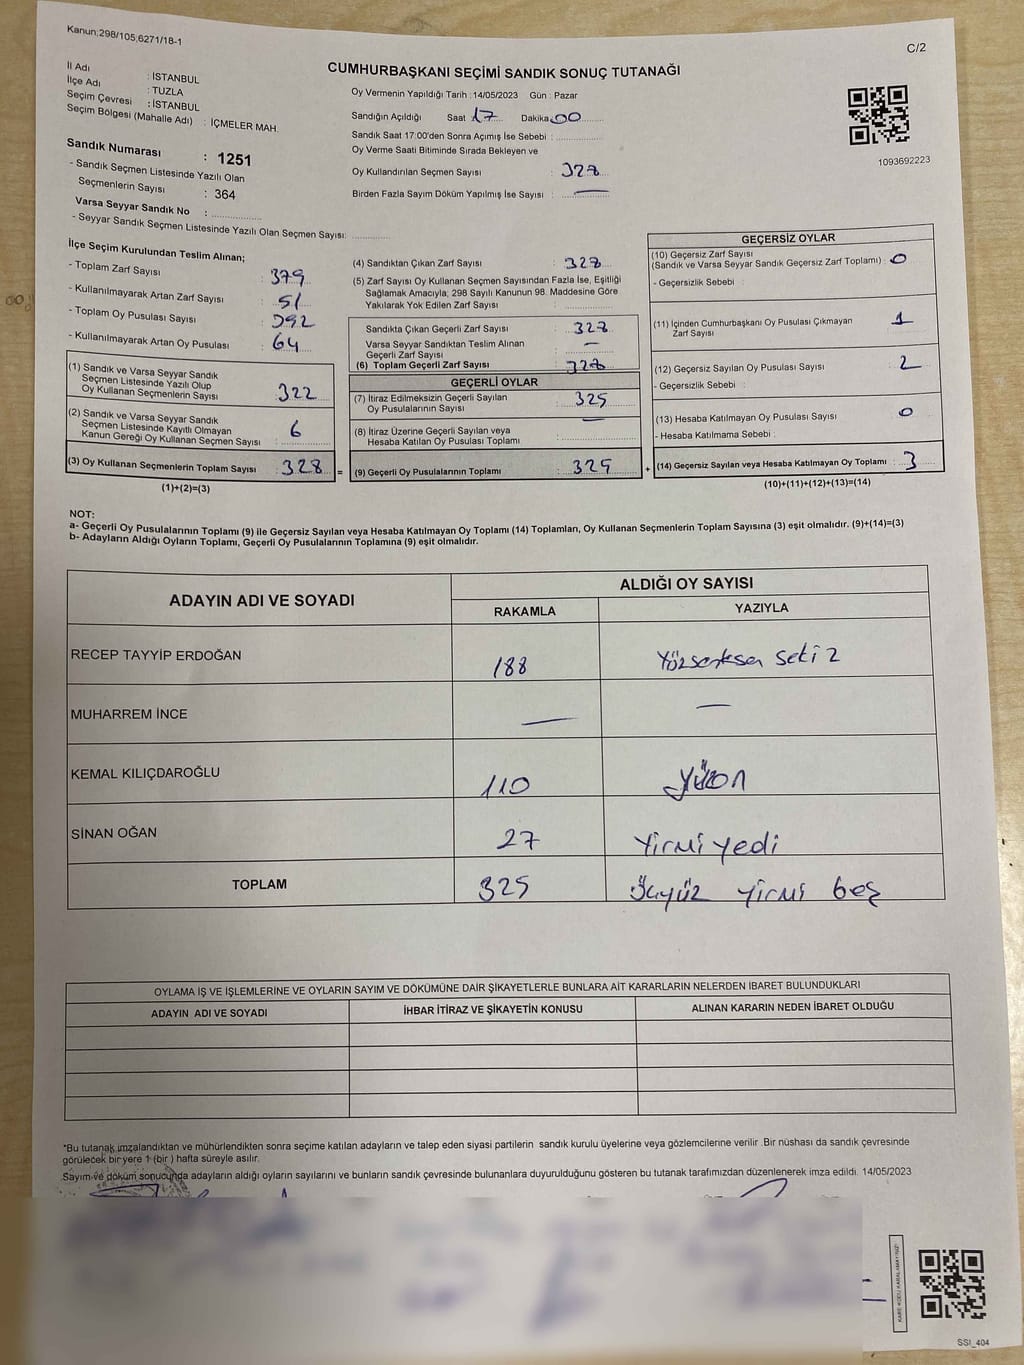 Kanun;298/105,6271/18-1
C/2
CUMHURBAŞKANI SEÇİMİ SANDIK SONUÇ TUTANAĞI
İl Adı : İSTANBUL
İlçe Adı : TUZLA
Seçim Çevresi : İSTANBUL
Seçim Bölgesi (Mahalle Adı) : İÇMELER MAH.
Sandık Numarası : 1251
- Sandık Seçmen Listesinde Yazılı Olan
Seçmenlerin Sayısı : 364
Varsa Seyyar Sandık No :
- Seyyar Sandık Seçmen Listesinde Yazılı Olan Seçmen Sayısı:
Oy Vermenin Yapıldığı Tarih : 14/05/2023 Gün : Pazar
Sandığın Açıldığı Saat 17 Dakika 00
Sandık Saat 17:00'den Sonra Açımış İse Sebebi :
Oy Verme Saati Bitiminde Sırada Bekleyen ve
Oy Kullandırılan Seçmen Sayısı : 328
Birden Fazla Sayım Döküm Yapılmış İse Sayısı : —
1093692223
İlçe Seçim Kurulundan Teslim Alınan;
- Toplam Zarf Sayısı : 379
- Kullanılmayarak Artan Zarf Sayısı : 51
- Toplam Oy Pusulası Sayısı : 392
- Kullanılmayarak Artan Oy Pusulası : 64
(1) Sandık ve Varsa Seyyar Sandık
Seçmen Listesinde Yazılı Olup
Oy Kullanan Seçmenlerin Sayısı : 322
(2) Sandık ve Varsa Seyyar Sandık
Seçmen Listesinde Kayıtlı Olmayan
Kanun Gereği Oy Kullanan Seçmen Sayısı : 6
(3) Oy Kullanan Seçmenlerin Toplam Sayısı : 328
(1)+(2)=(3)
=
(4) Sandıktan Çıkan Zarf Sayısı : 328
(5) Zarf Sayısı Oy Kullanan Seçmen Sayısından Fazla İse, Eşitliği
Sağlamak Amacıyla; 298 Sayılı Kanunun 98. Maddesine Göre
Yakılarak Yok Edilen Zarf Sayısı :
Sandıkta Çıkan Geçerli Zarf Sayısı : 328
Varsa Seyyar Sandıktan Teslim Alınan
Geçerli Zarf Sayısı : —
(6) Toplam Geçerli Zarf Sayısı : 328
GEÇERLİ OYLAR
(7) İtiraz Edilmeksizin Geçerli Sayılan
Oy Pusulalarının Sayısı : 325
(8) İtiraz Üzerine Geçerli Sayılan veya
Hesaba Katılan Oy Pusulası Toplamı : —
(9) Geçerli Oy Pusulalarının Toplamı : 325
+
GEÇERSİZ OYLAR
(10) Geçersiz Zarf Sayısı
(Sandık ve Varsa Seyyar Sandık Geçersiz Zarf Toplamı) : 0
- Geçersizlik Sebebi :
(11) İçinden Cumhurbaşkanı Oy Pusulası Çıkmayan
Zarf Sayısı : 1
(12) Geçersiz Sayılan Oy Pusulası Sayısı : 2
- Geçersizlik Sebebi :
(13) Hesaba Katılmayan Oy Pusulası Sayısı : 0
- Hesaba Katılmama Sebebi :
(14) Geçersiz Sayılan veya Hesaba Katılmayan Oy Toplamı : 3
(10)+(11)+(12)+(13)=(14)
NOT:
a- Geçerli Oy Pusulalarının Toplamı (9) ile Geçersiz Sayılan veya Hesaba Katılmayan Oy Toplamı (14) Toplamları, Oy Kullanan Seçmenlerin Toplam Sayısına (3) eşit olmalıdır. (9)+(14)=(3)
b- Adayların Aldığı Oyların Toplamı, Geçerli Oy Pusulalarının Toplamına (9) eşit olmalıdır.
ADAYIN ADI VE SOYADI ALDIĞI OY SAYISI
RAKAMLA YAZIYLA
RECEP TAYYİP ERDOĞAN 188 Yüzseksen sekiz
MUHARREM İNCE — —
KEMAL KILIÇDAROĞLU 110 Yüzon
SİNAN OĞAN 27 Yirmi yedi
TOPLAM 325 Üçyüz yirmi beş
OYLAMA İŞ VE İŞLEMLERİNE VE OYLARIN SAYIM VE DÖKÜMÜNE DAİR ŞİKAYETLERLE BUNLARA AİT KARARLARIN NELERDEN İBARET BULUNDUKLARI
ADAYIN ADI VE SOYADI İHBAR İTİRAZ VE ŞİKAYETİN KONUSU ALINAN KARARIN NEDEN İBARET OLDUĞU
*Bu tutanak imzalandıktan ve mühürlendikten sonra seçime katılan adayların ve talep eden siyasi partilerin sandık kurulu üyelerine veya gözlemcilerine verilir .Bir nüshası da sandık çevresinde
görülecek bir yere 1 (bir ) hafta süreyle asılır.
Sayım ve döküm sonucunda adayların aldığı oyların sayılarını ve bunların sandık çevresinde bulunanlara duyurulduğunu gösteren bu tutanak tarafımızdan düzenlenerek imza edildi. 14/05/2023
KARE KODU KARALAMAYINIZ!
SSI_404